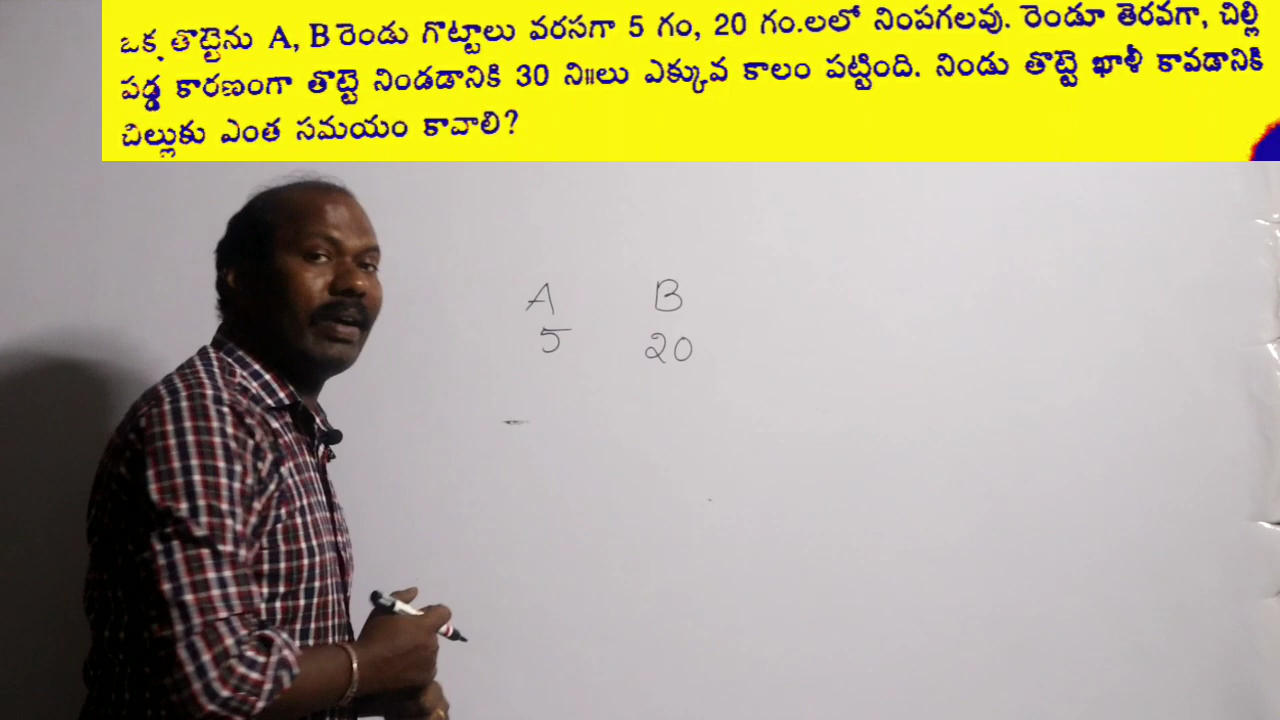 ఒక తొట్టెను A, B రెండు గొట్టాలు వరసగా 5 గం, 20 గం.లలో నింపగలవు. రెండూ తెరవగా, చిల్లి
పడ్డ కారణంగా తొట్టె నిండడానికి 30 ని॥లు ఎక్కువ కాలం పట్టింది. నిండు తొట్టె ఖాళీ కావడానికి
చిల్లుకు ఎంత సమయం కావాలి?
A B
5 20